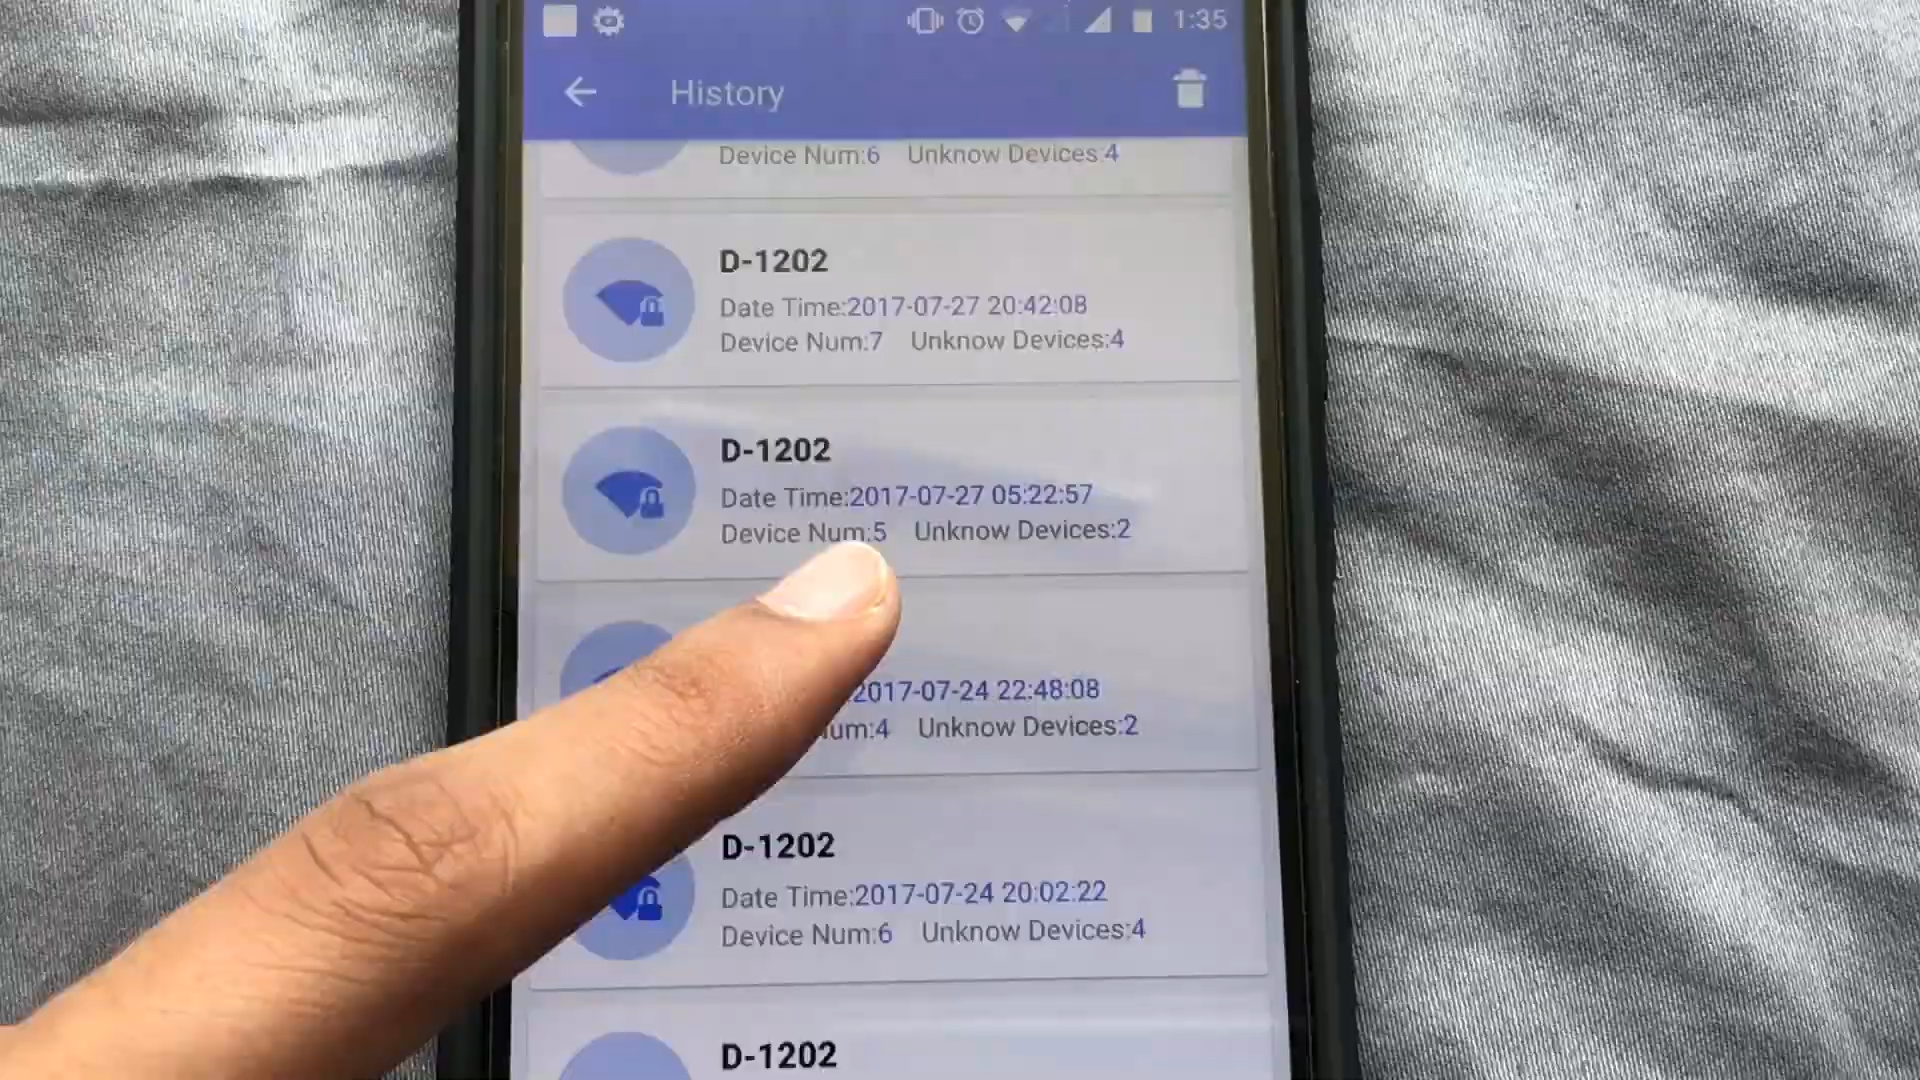 1:35
History
Device Num:6 Unknow Devices:4
D-1202
Date Time:2017-07-27 20:42:08
Device Num:7 Unknow Devices:4
D-1202
Date Time:2017-07-27 05:22:57
Device Num:5 Unknow Devices:2
:2017-07-24 22:48:08
um:4 Unknow Devices:2
D-1202
Date Time:2017-07-24 20:02:22
Device Num:6 Unknow Devices:4
D-1202